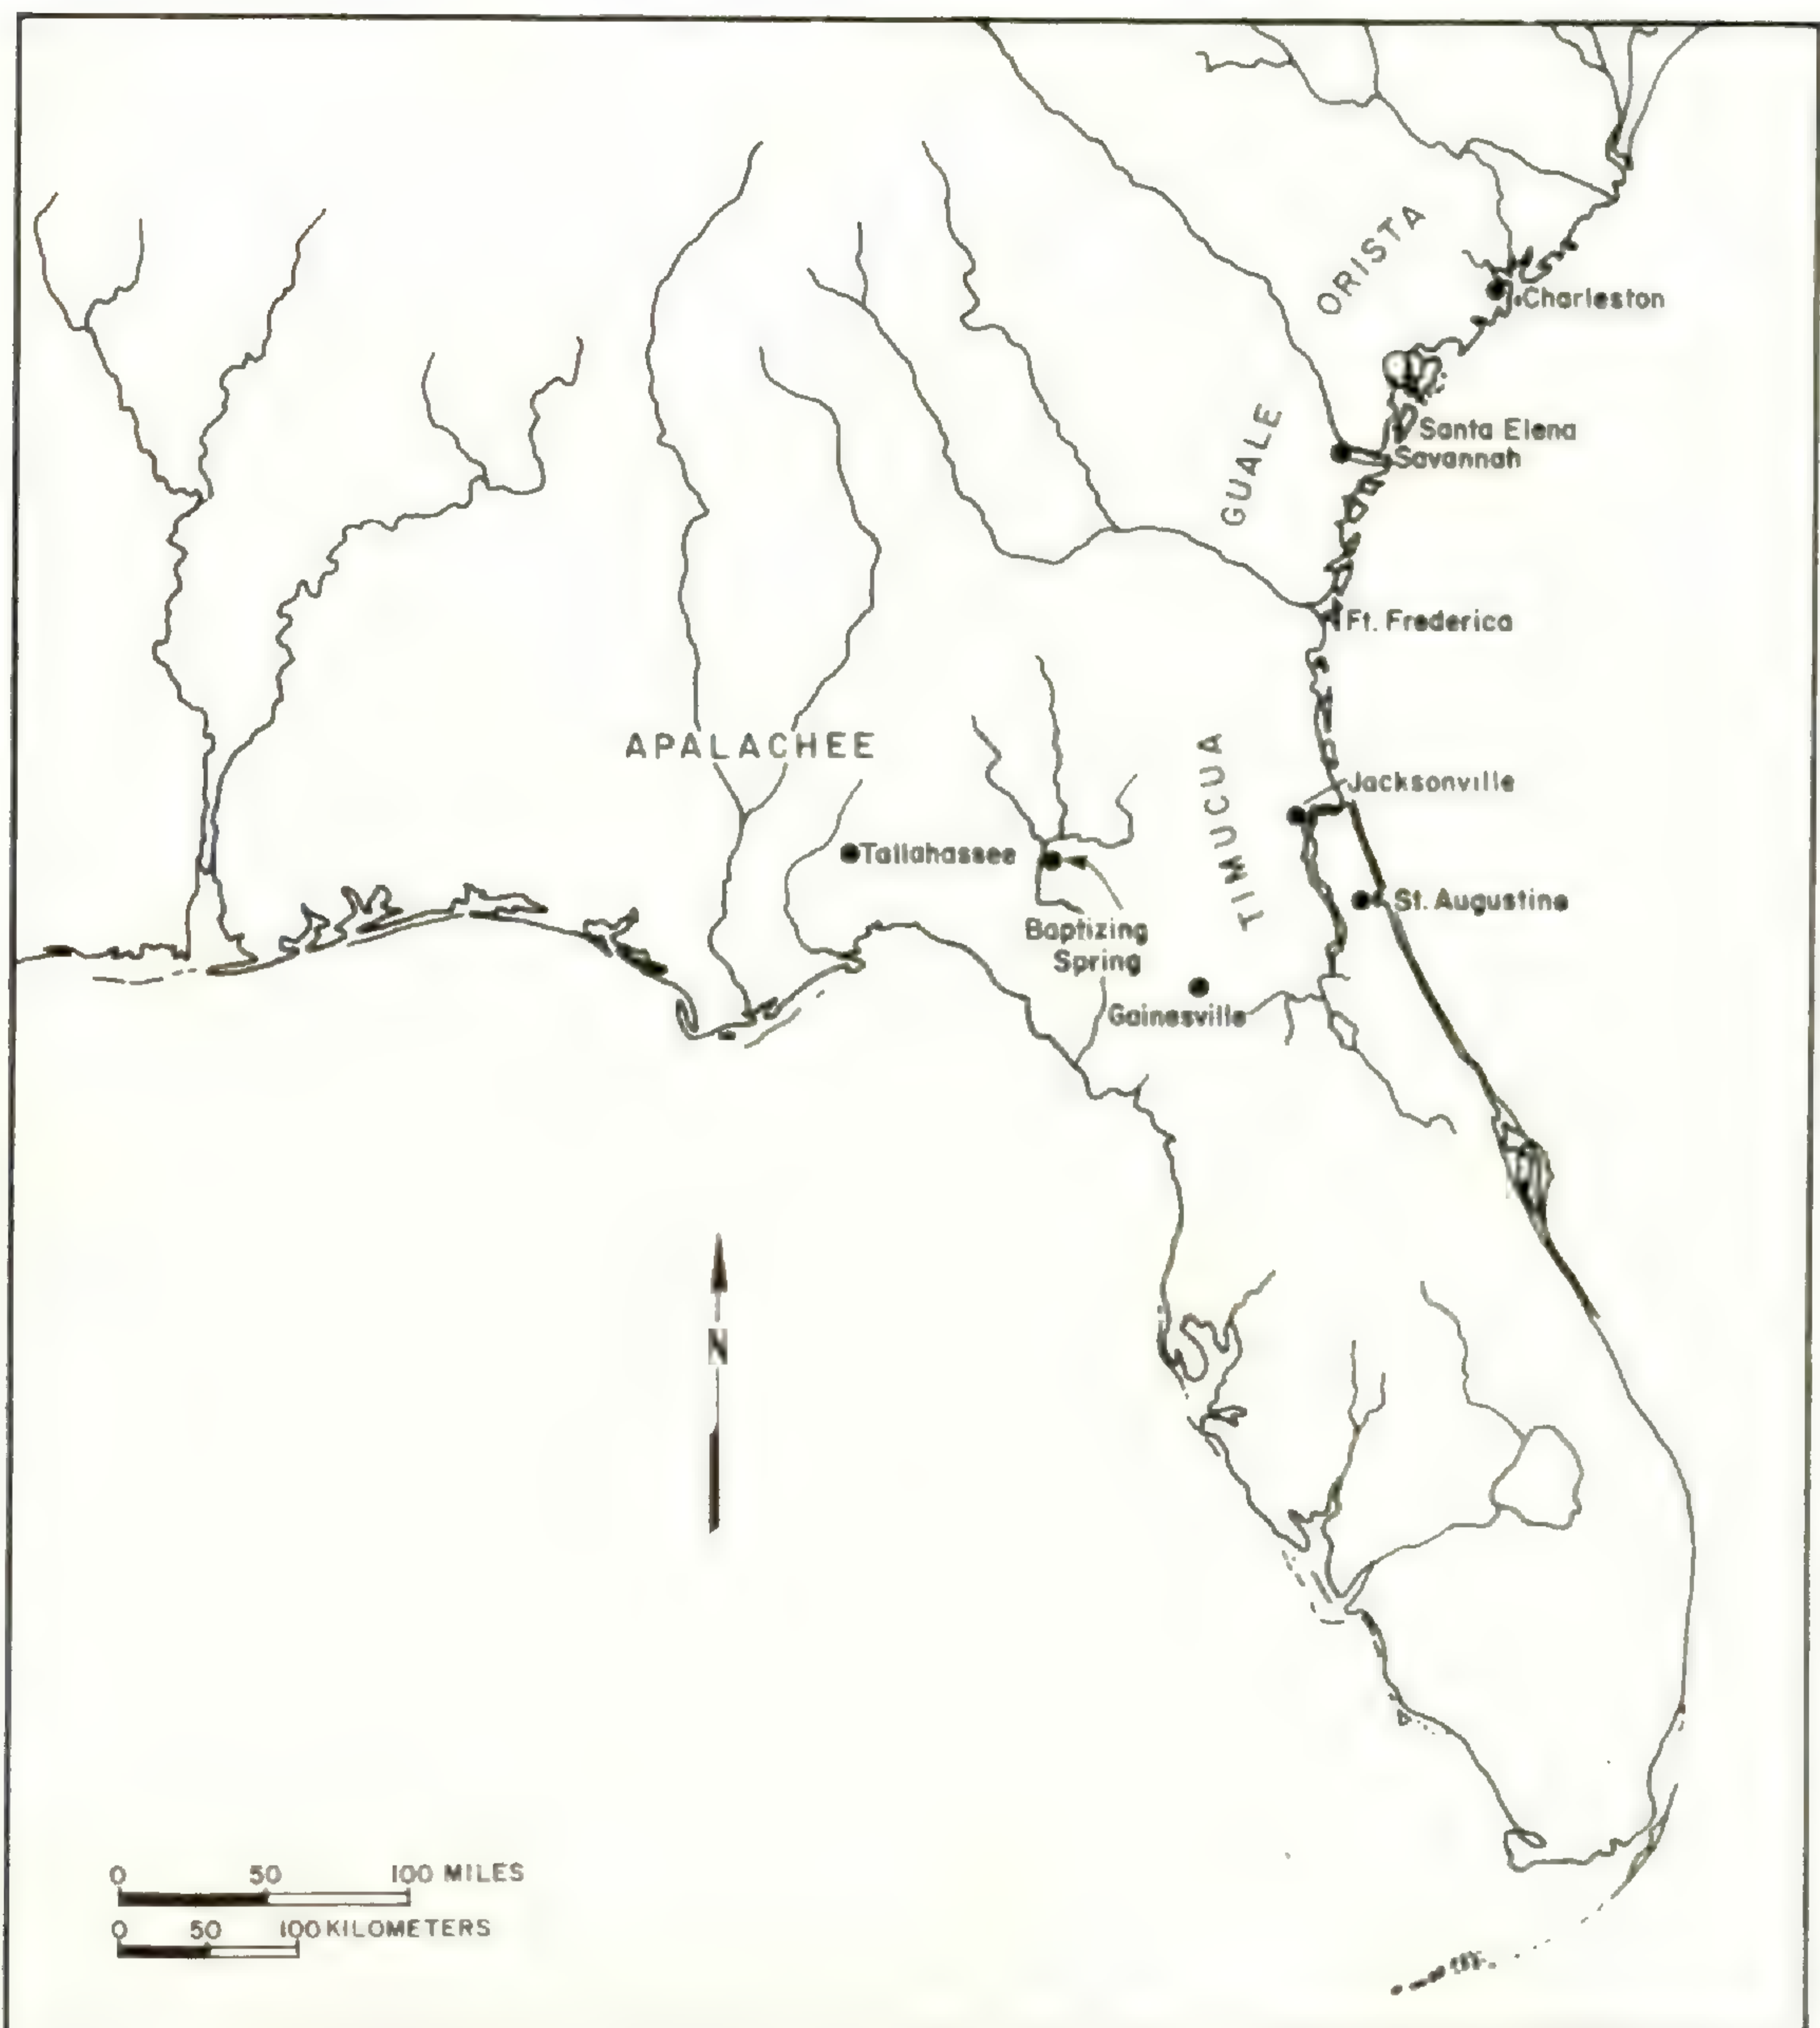 ORISTA
Charleston
GUALE
Santa Elena
Savannah
Ft. Frederica
APALACHEE
TIMUCUA
Jacksonville
Tallahassee
St. Augustine
Baptizing
Spring
Gainesville
N
0 50 100 MILES
0 50 100 KILOMETERS